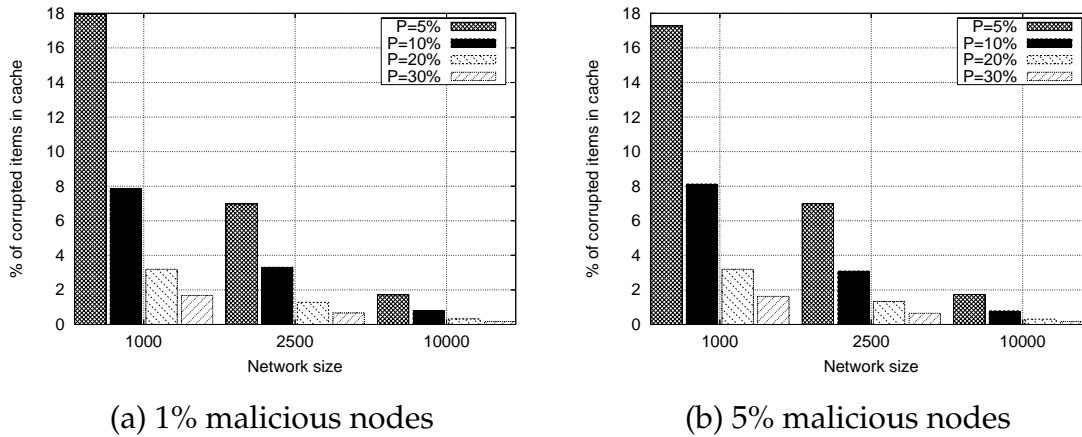 18
16
14
12
10
8
6
4
2
0
% of corrupted items in cache
P=5%
P=10%
P=20%
P=30%
1000
2500
10000
Network size
(a) 1% malicious nodes
18
16
14
12
10
8
6
4
2
0
% of corrupted items in cache
P=5%
P=10%
P=20%
P=30%
1000
2500
10000
Network size
(b) 5% malicious nodes